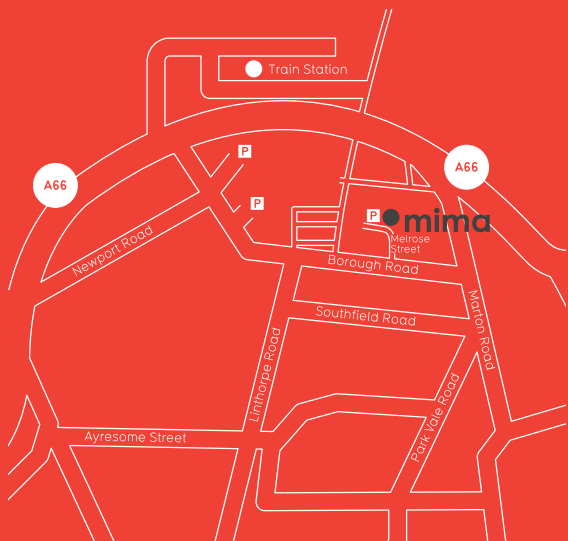 Train Station
P
A66
A66
P
P
mima
Melrose
Street
Newport Road
Borough Road
Southfield Road
Marton Road
Linthorpe Road
Park Vale Road
Ayresome Street